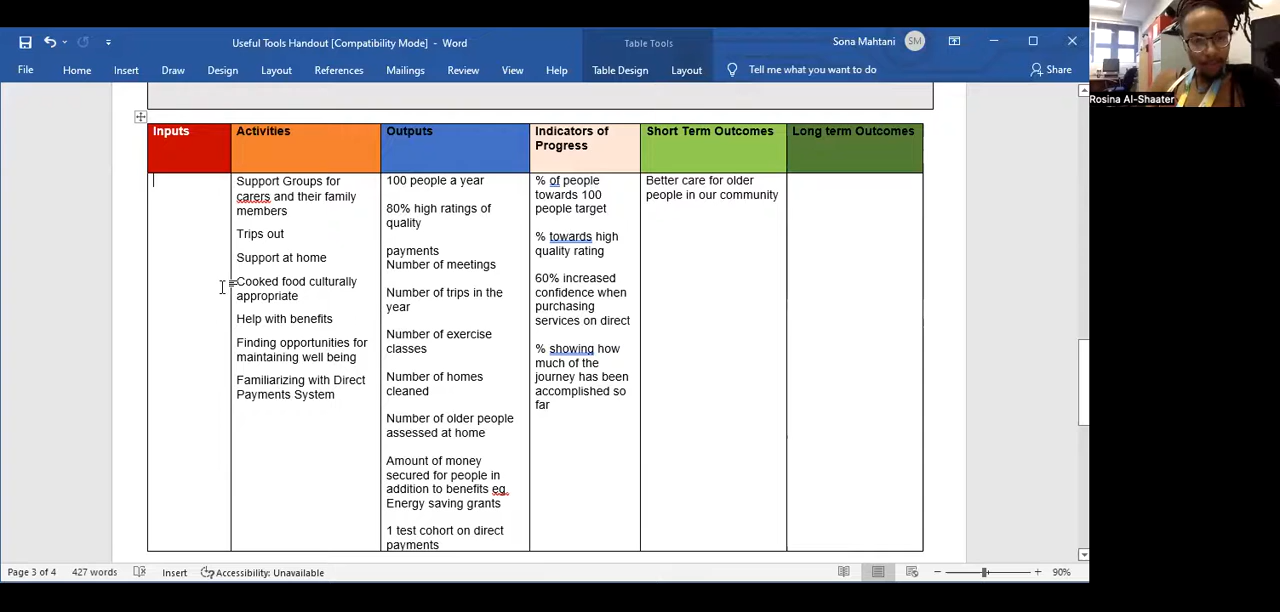 Useful Tools Handout [Compatibility Mode] - Word
Table Tools
Sona Mahtani
SM
File
Home
Insert
Draw
Design
Layout
References
Mailings
Review
View
Help
Table Design
Layout
Tell me what you want to do
Share
Rosina Al-Shaater
Inputs
Activities
Outputs
Indicators of
Progress
Short Term Outcomes
Long term Outcomes
Support Groups for
carers and their family
members
Trips out
Support at home
Cooked food culturally
appropriate
Help with benefits
Finding opportunities for
maintaining well being
Familiarizing with Direct
Payments System
100 people a year
80% high ratings of
quality
payments
Number of meetings
Number of trips in the
year
Number of exercise
classes
Number of homes
cleaned
Number of older people
assessed at home
Amount of money
secured for people in
addition to benefits eg.
Energy saving grants
1 test cohort on direct
payments
% of people
towards 100
people target
% towards high
quality rating
60% increased
confidence when
purchasing
services on direct
% showing how
much of the
journey has been
accomplished so
far
Better care for older
people in our community
Page 3 of 4
427 words
Insert
Accessibility: Unavailable
90%